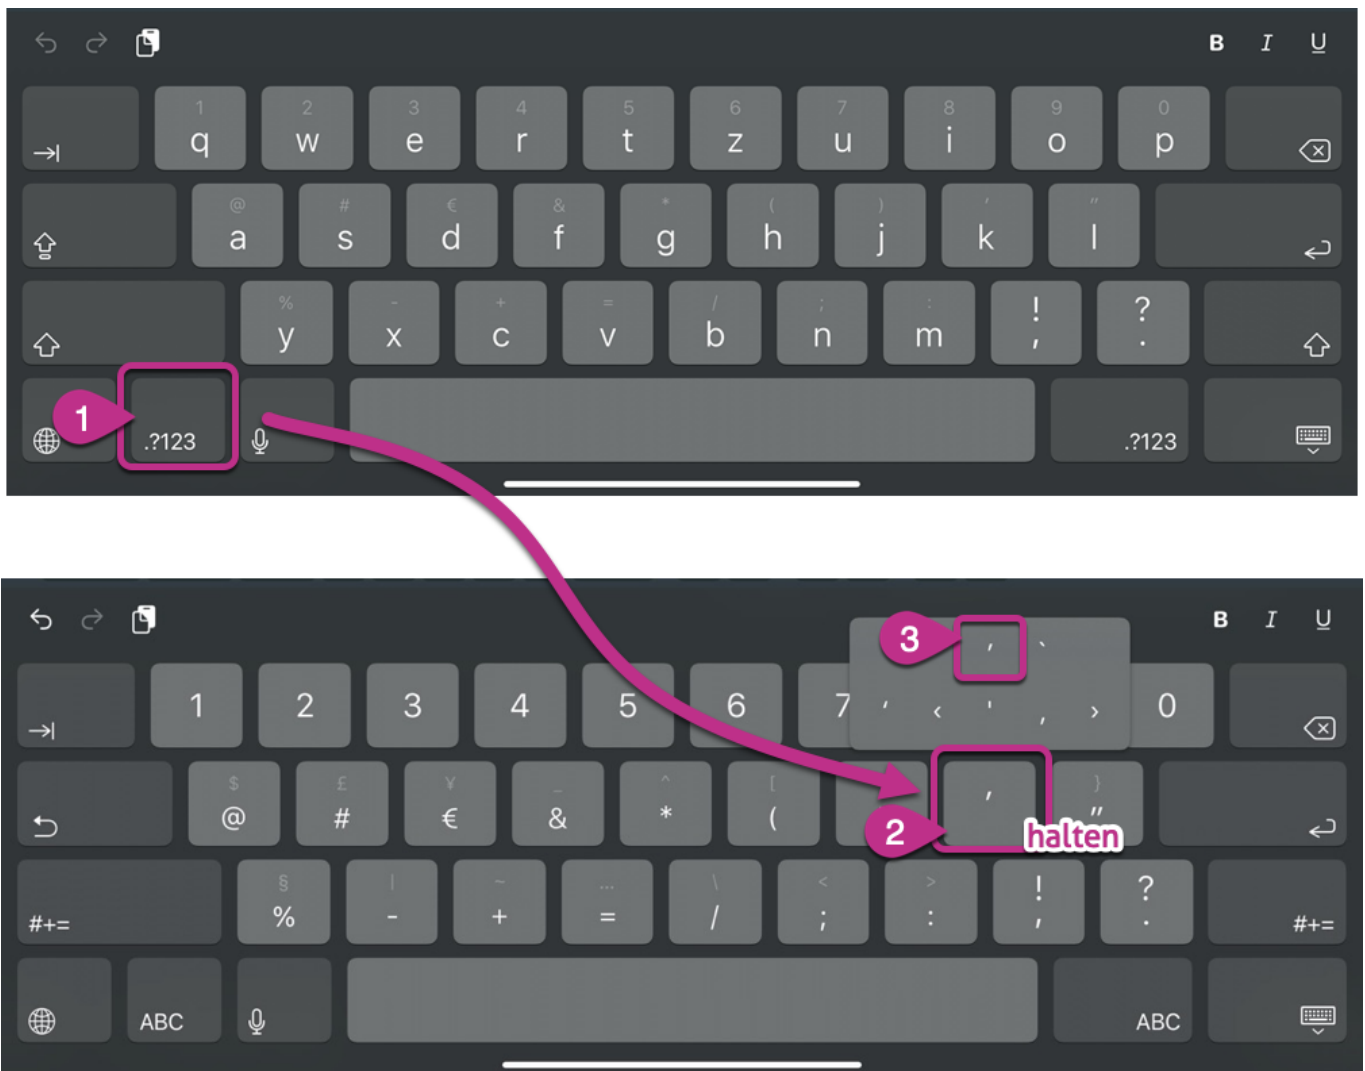 B I U
1 2 3 4 5 6 7 8 9 0
q w e r t z u i o p
@ # € & * ( ) ' "
a s d f g h j k l
% - + = / ; : ! ?
y x c v b n m , .
1
.?123 .?123
B I U
3 ′ `
1 2 3 4 5 6 7 ‘ ‹ ' ‚ › 0
$ £ ¥ _ ^ [ }
@ # € & * ( ' "
2 halten
§ | ~ … \ < > ! ?
#+= % - + = / ; : , . #+=
ABC ABC